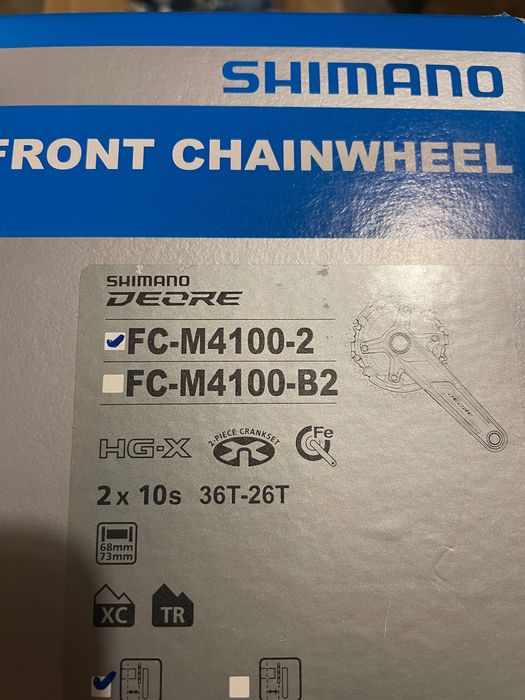 SHIMANO
FRONT CHAINWHEEL
SHIMANO
DEORE
FC-M4100-2
FC-M4100-B2
HG-X 2-PIECE CRANKSET Fe
2 x 10s 36T-26T
68mm
73mm
XC TR
DEORE